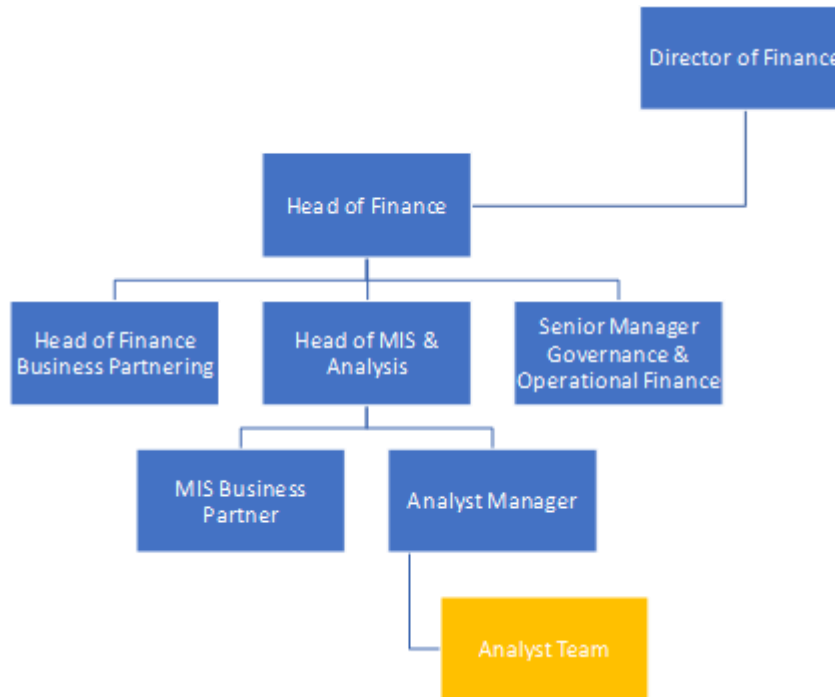 Director of Finance
Head of Finance
Head of Finance
Business Partnering
Head of MIS &
Analysis
Senior Manager
Governance &
Operational Finance
MIS Business
Partner
Analyst Manager
Analyst Team